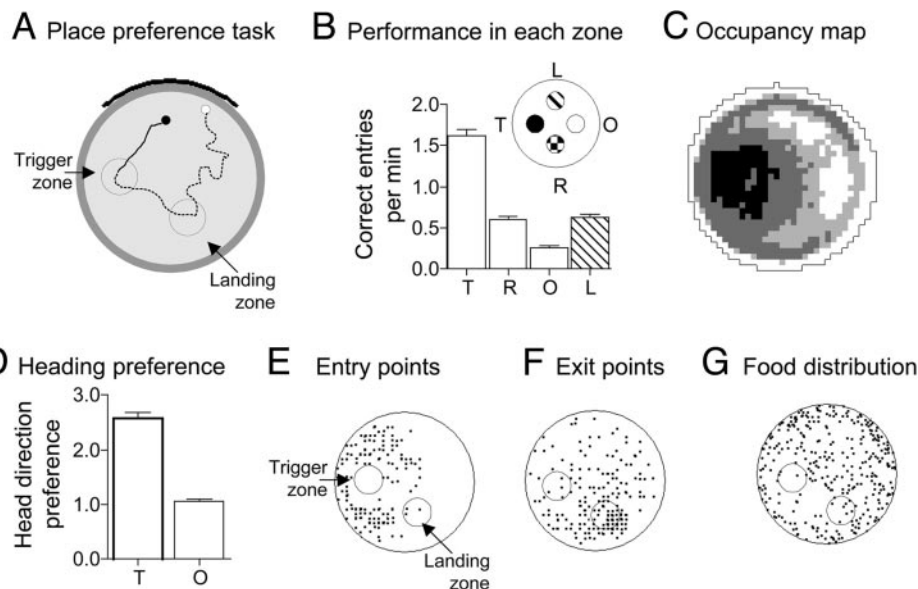 A Place preference task
Trigger
zone
Landing
zone
B Performance in each zone
Correct entries
per min
2.0
1.5
1.0
0.5
0.0
T R O L
L
T O
R
C Occupancy map
D Heading preference
Head direction
preference
3.0
2.0
1.0
0.0
T O
E Entry points
Trigger
zone
Landing
zone
F Exit points
G Food distribution